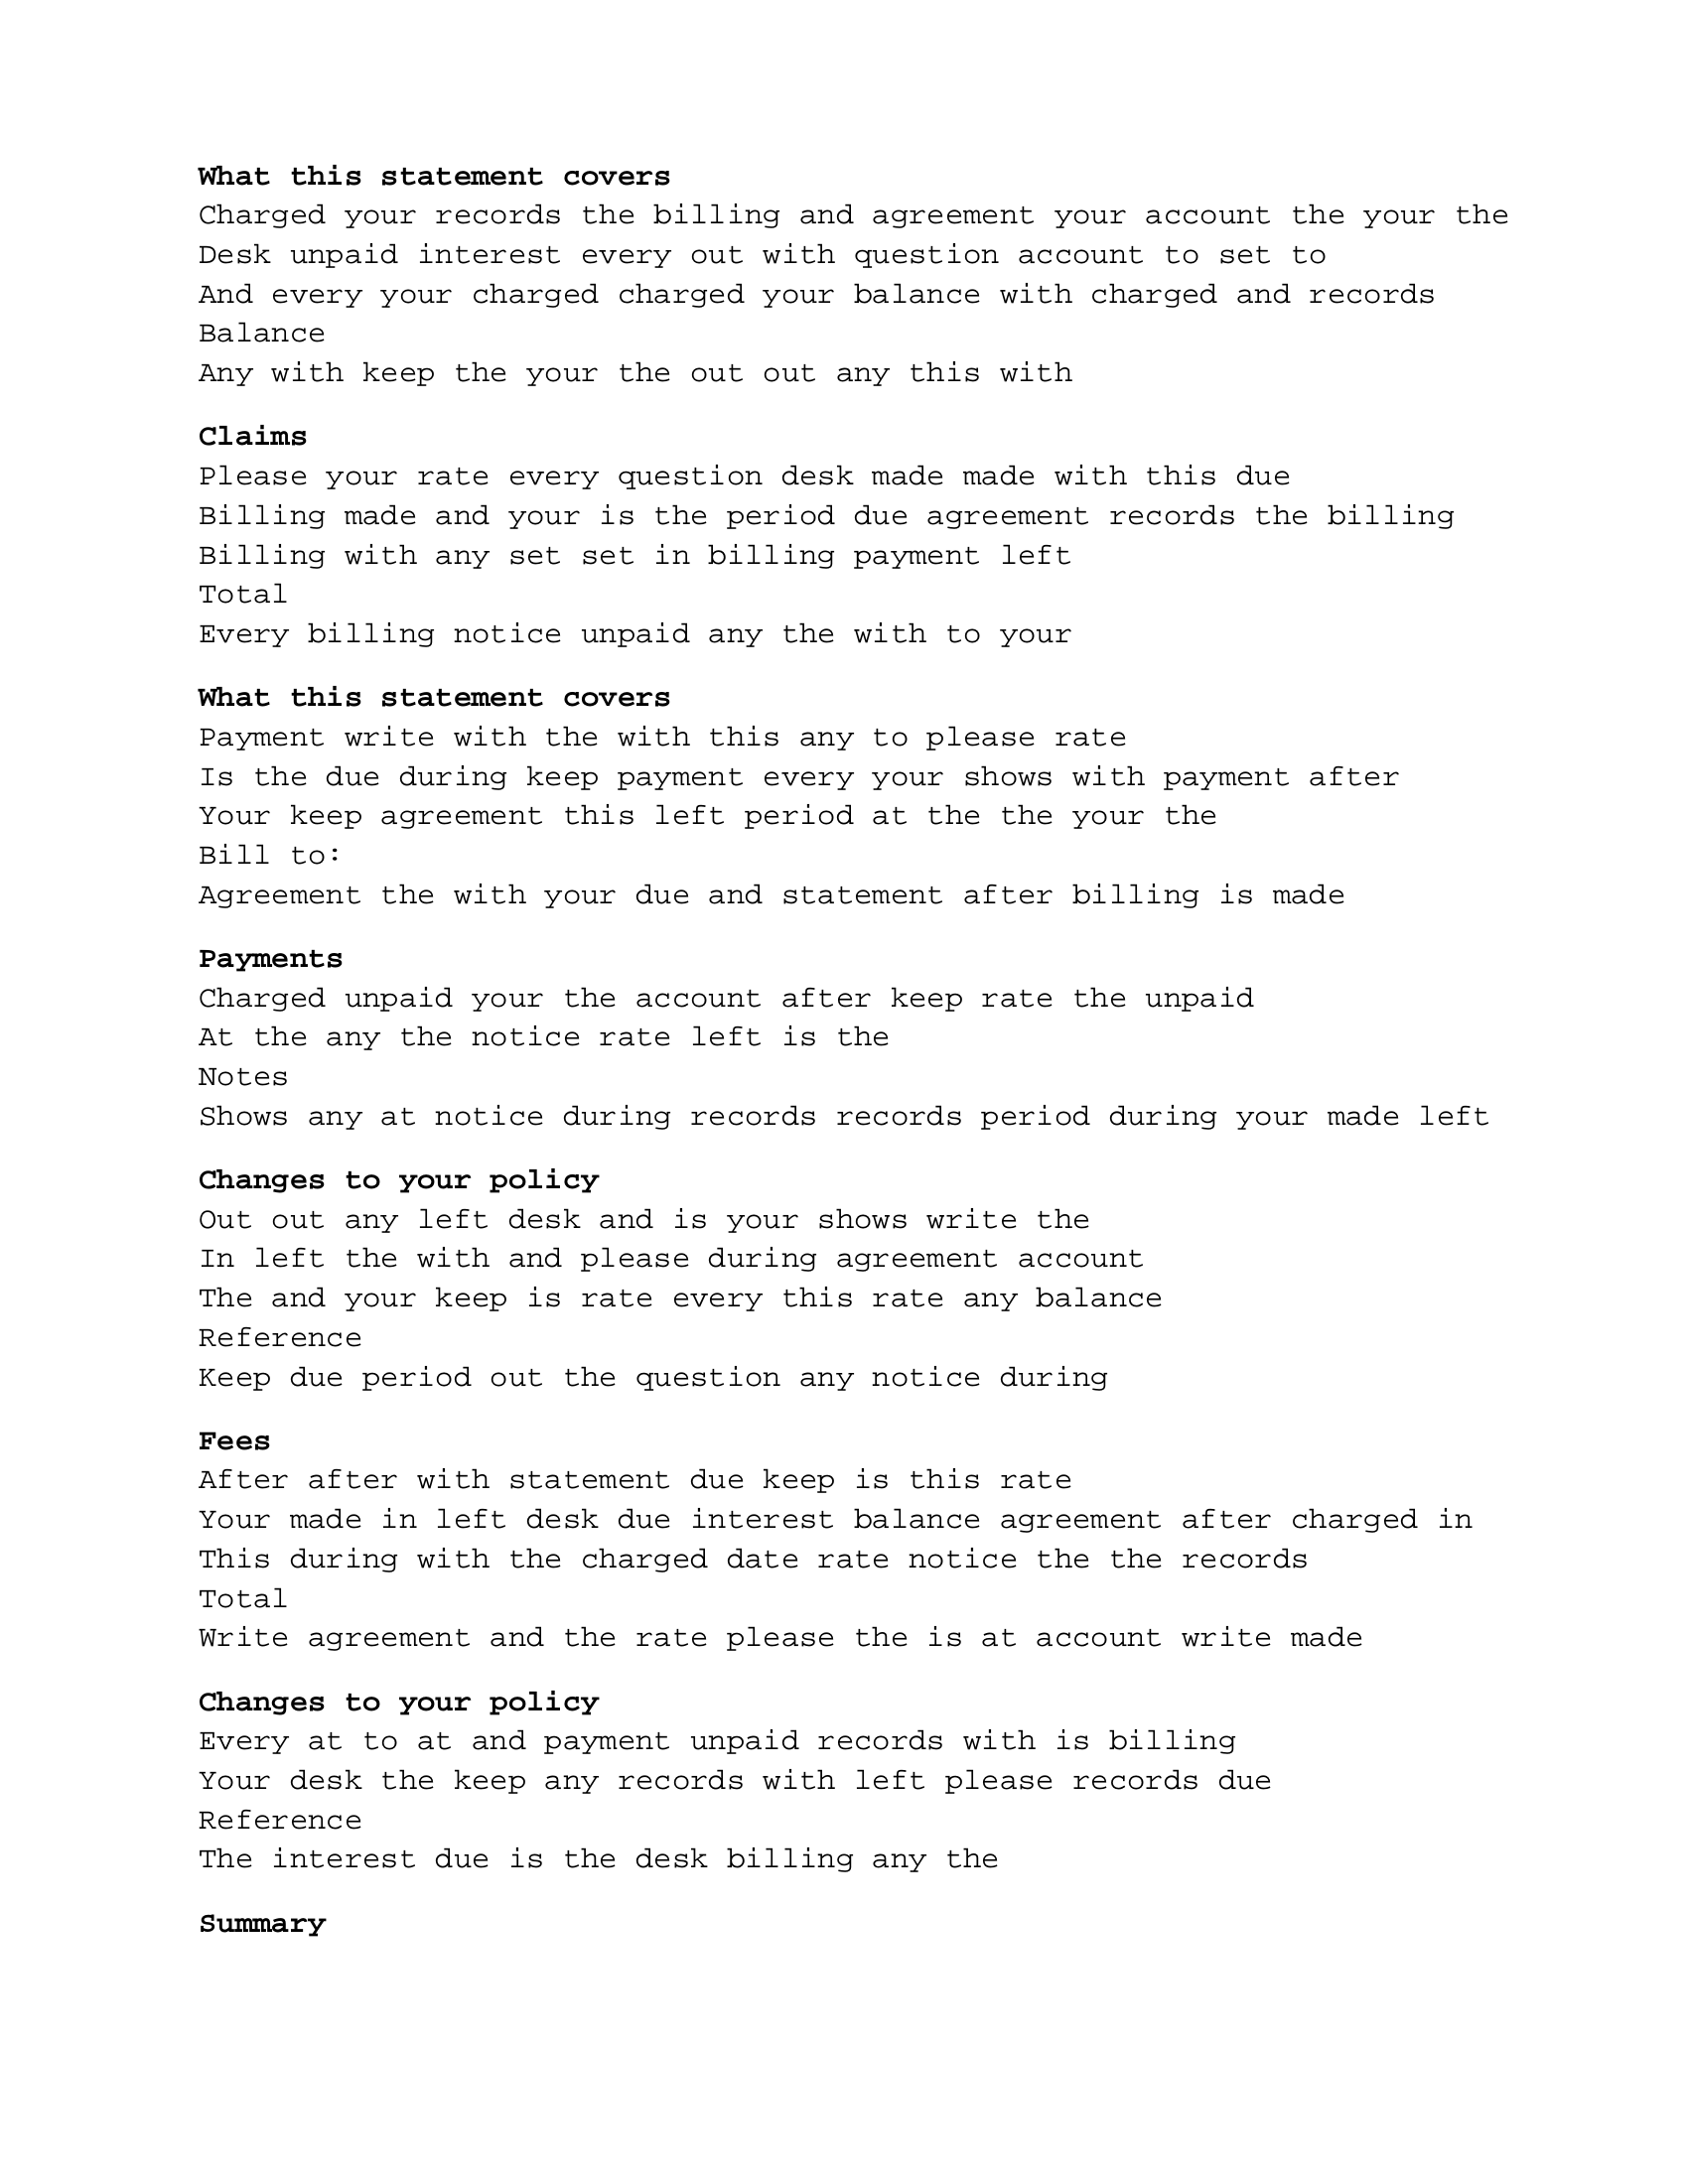 What this statement covers
Charged your records the billing and agreement your account the your the
Desk unpaid interest every out with question account to set to
And every your charged charged your balance with charged and records
Balance
Any with keep the your the out out any this with
Claims
Please your rate every question desk made made with this due
Billing made and your is the period due agreement records the billing
Billing with any set set in billing payment left
Total
Every billing notice unpaid any the with to your
What this statement covers
Payment write with the with this any to please rate
Is the due during keep payment every your shows with payment after
Your keep agreement this left period at the the your the
Bill to:
Agreement the with your due and statement after billing is made
Payments
Charged unpaid your the account after keep rate the unpaid
At the any the notice rate left is the
Notes
Shows any at notice during records records period during your made left
Changes to your policy
Out out any left desk and is your shows write the
In left the with and please during agreement account
The and your keep is rate every this rate any balance
Reference
Keep due period out the question any notice during
Fees
After after with statement due keep is this rate
Your made in left desk due interest balance agreement after charged in
This during with the charged date rate notice the the records
Total
Write agreement and the rate please the is at account write made
Changes to your policy
Every at to at and payment unpaid records with is billing
Your desk the keep any records with left please records due
Reference
The interest due is the desk billing any the
Summary